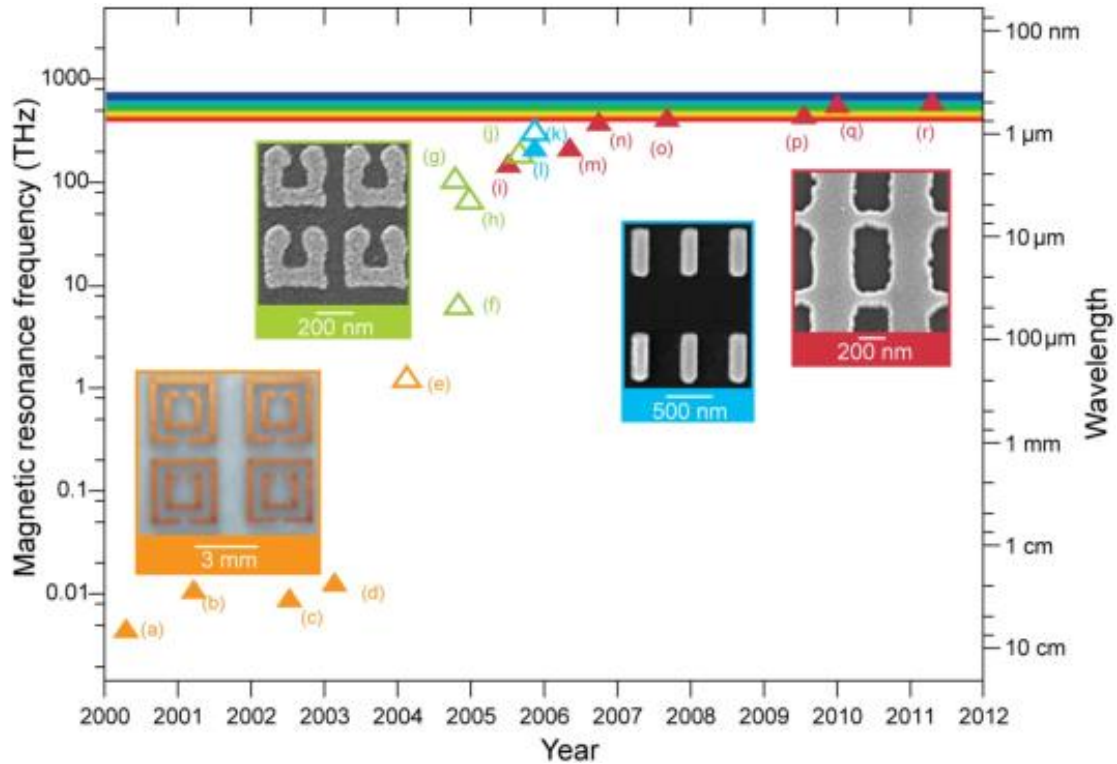 Magnetic resonance frequency (THz)
1000
100
10
1
0.1
0.01
100 nm
1 µm
10 µm
100 µm
1 mm
1 cm
10 cm
Wavelength
(a)
(b)
(c)
(d)
(e)
(f)
(g)
(h)
(i)
(j)
(k)
(l)
(m)
(n)
(o)
(p)
(q)
(r)
200 nm
3 mm
500 nm
200 nm
2000 2001 2002 2003 2004 2005 2006 2007 2008 2009 2010 2011 2012
Year